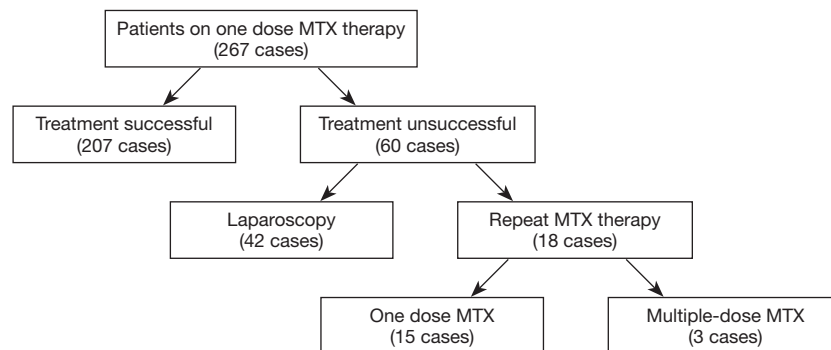 Patients on one dose MTX therapy
(267 cases)
Treatment successful
(207 cases)
Treatment unsuccessful
(60 cases)
Laparoscopy
(42 cases)
Repeat MTX therapy
(18 cases)
One dose MTX
(15 cases)
Multiple-dose MTX
(3 cases)